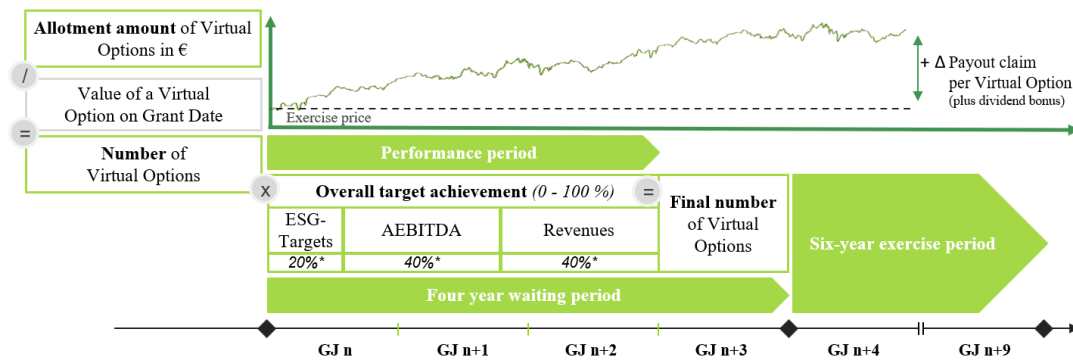 Allotment amount of Virtual
Options in €
/
Value of a Virtual
Option on Grant Date
=
Number of
Virtual Options
Exercise price
+ Δ Payout claim
per Virtual Option
(plus dividend bonus)
Performance period
x
Overall target achievement (0 - 100 %)
=
ESG-
Targets
AEBITDA
Revenues
20%*
40%*
40%*
Final number
of Virtual
Options
Six-year exercise period
Four year waiting period
GJ n
GJ n+1
GJ n+2
GJ n+3
GJ n+4
GJ n+9